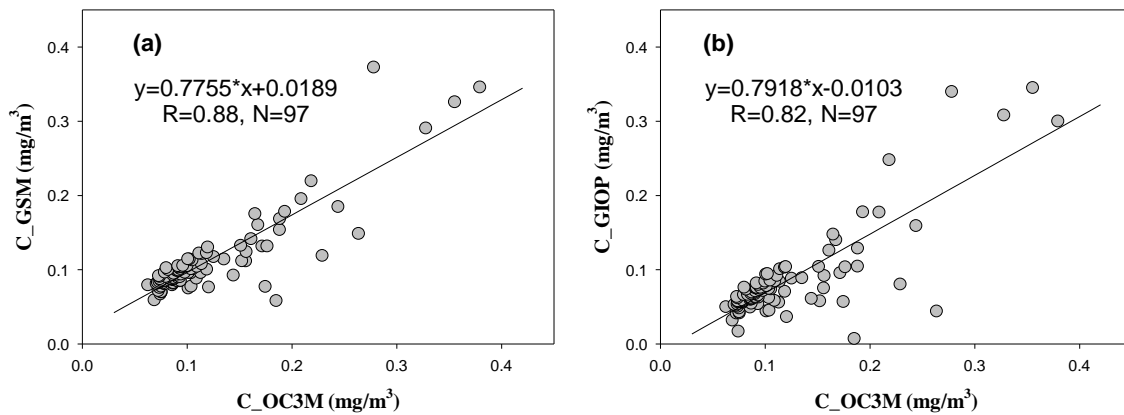 (a)
y=0.7755*x+0.0189
R=0.88, N=97
C_GSM (mg/m³)
0.4
0.3
0.2
0.1
0.0
0.0 0.1 0.2 0.3 0.4
C_OC3M (mg/m³)
(b)
y=0.7918*x-0.0103
R=0.82, N=97
C_GIOP (mg/m³)
0.4
0.3
0.2
0.1
0.0
0.0 0.1 0.2 0.3 0.4
C_OC3M (mg/m³)